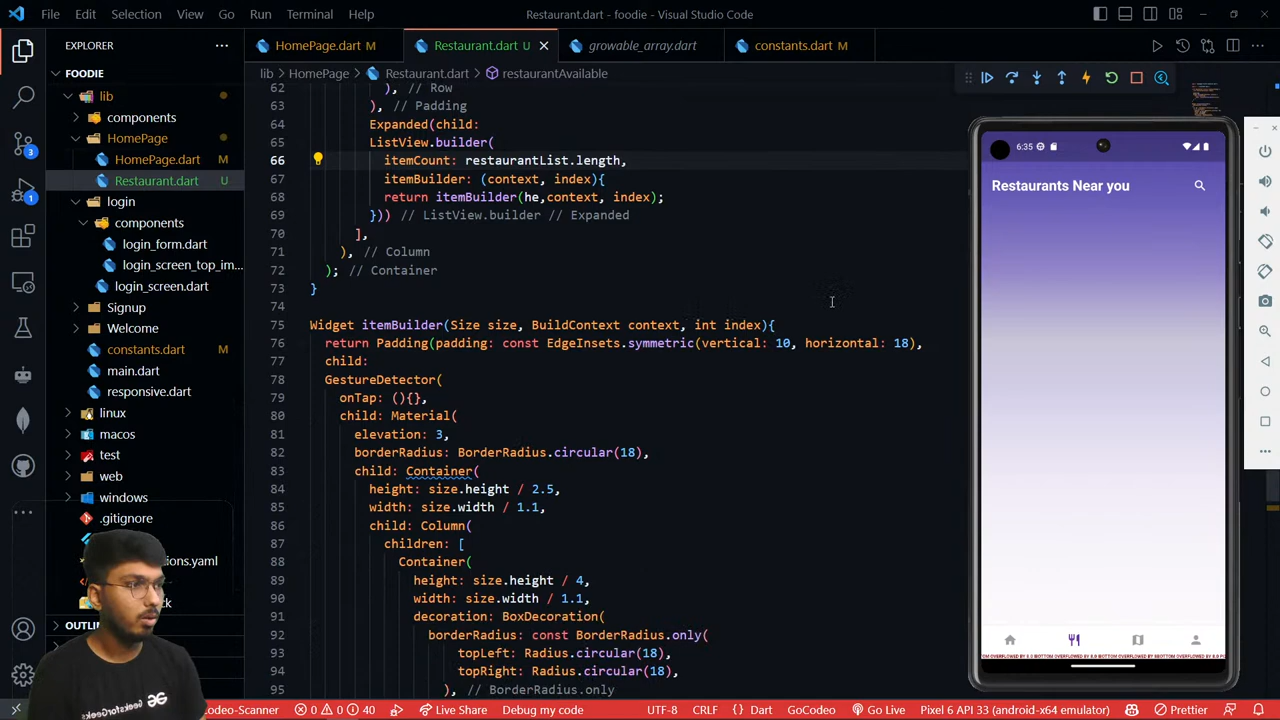 File Edit Selection View Go Run Terminal Help
Restaurant.dart - foodie - Visual Studio Code
EXPLORER
HomePage.dart M
Restaurant.dart U
growable_array.dart
constants.dart M
FOODIE
lib > HomePage > Restaurant.dart > restaurantAvailable
lib
components
HomePage
HomePage.dart M
Restaurant.dart U
login
components
login_form.dart
login_screen_top_im...
login_screen.dart
Signup
Welcome
constants.dart M
main.dart
responsive.dart
linux
macos
test
web
windows
.gitignore
ions.yaml
OUTLI
3
1
62 ), // Row
63 ), // Padding
64 Expanded(child:
65 ListView.builder(
66 itemCount: restaurantList.length,
67 itemBuilder: (context, index){
68 return itemBuilder(he,context, index);
69 })) // ListView.builder // Expanded
70 ],
71 ), // Column
72 ); // Container
73 }
74
75 Widget itemBuilder(Size size, BuildContext context, int index){
76 return Padding(padding: const EdgeInsets.symmetric(vertical: 10, horizontal: 18),
77 child:
78 GestureDetector(
79 onTap: (){},
80 child: Material(
81 elevation: 3,
82 borderRadius: BorderRadius.circular(18),
83 child: Container(
84 height: size.height / 2.5,
85 width: size.width / 1.1,
86 child: Column(
87 children: [
88 Container(
89 height: size.height / 4,
90 width: size.width / 1.1,
91 decoration: BoxDecoration(
92 borderRadius: const BorderRadius.only(
93 topLeft: Radius.circular(18),
94 topRight: Radius.circular(18),
95 ), // BorderRadius.only
6:35
Restaurants Near you
GeeksforGeeks
odeo-Scanner 0 0 40 Live Share Debug my code UTF-8 CRLF {} Dart GoCodeo Go Live Pixel 6 API 33 (android-x64 emulator) Prettier